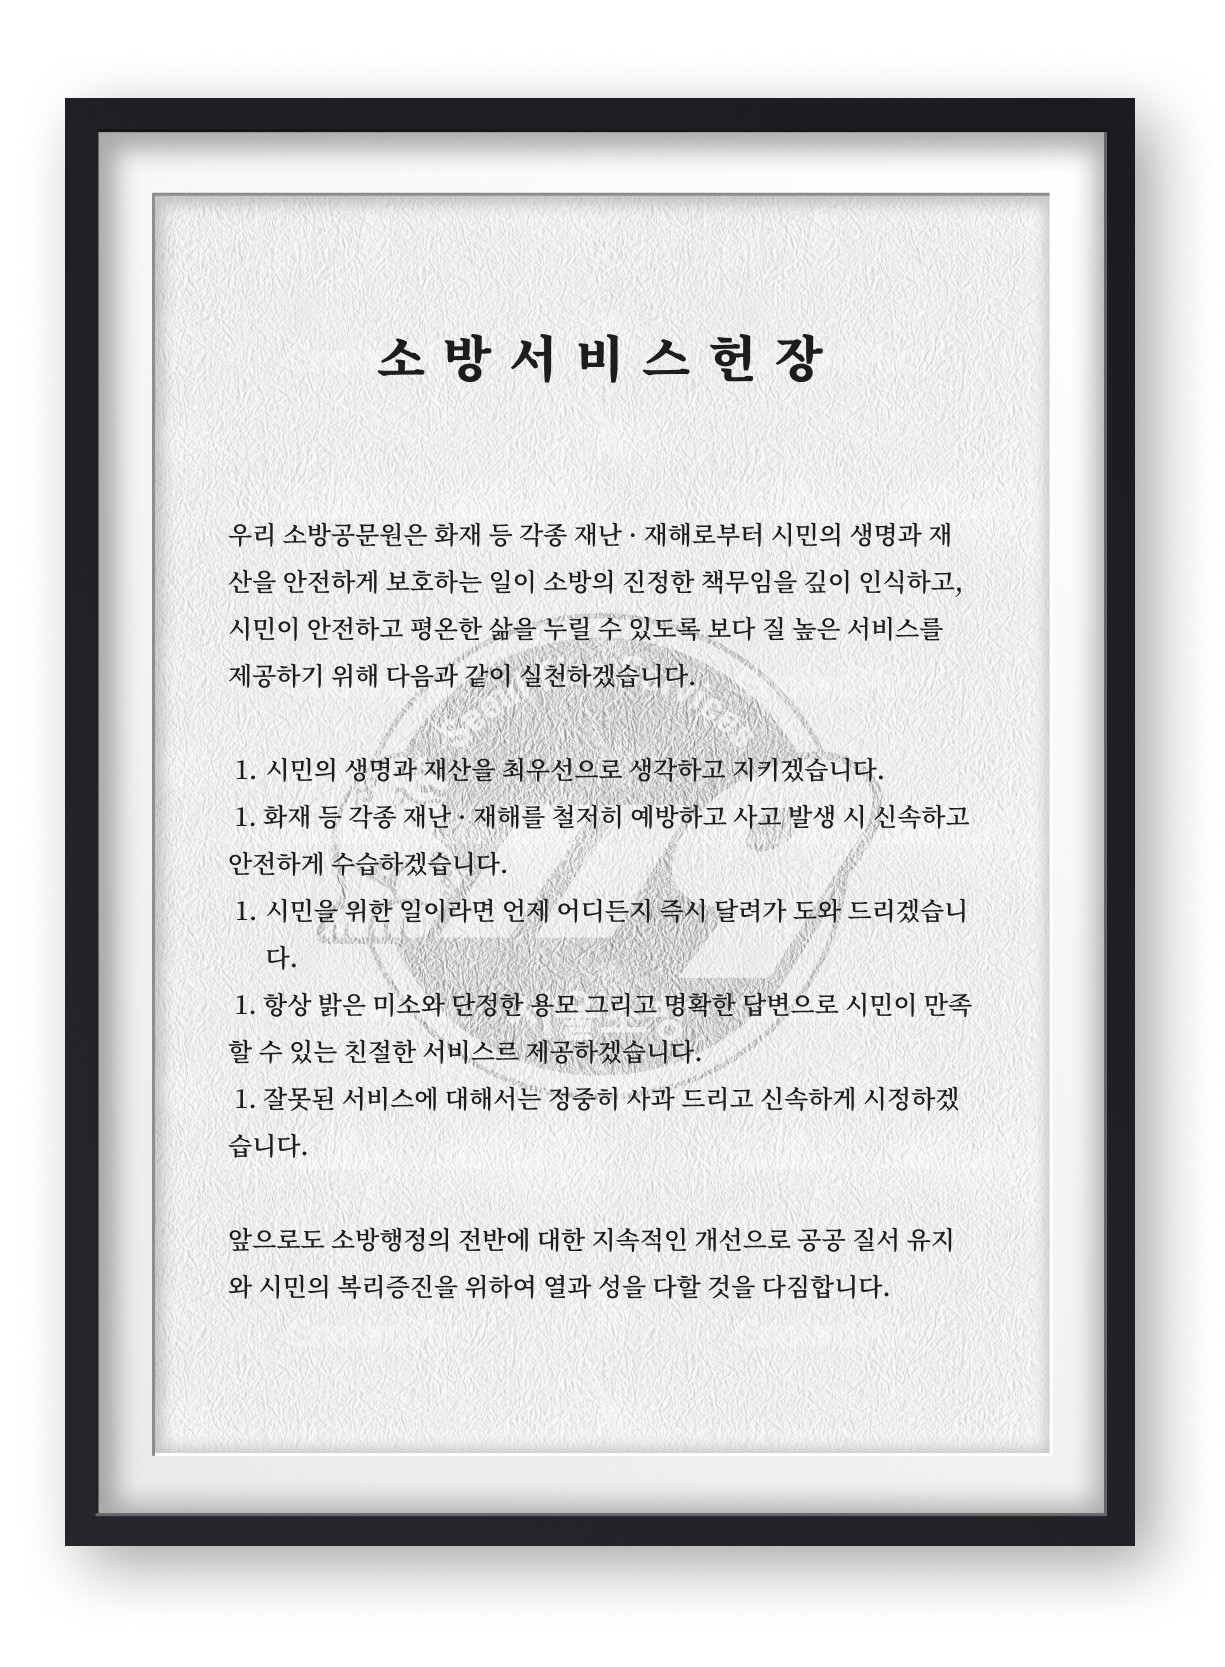 소방서비스헌장
우리 소방공문원은 화재 등 각종 재난 · 재해로부터 시민의 생명과 재
산을 안전하게 보호하는 일이 소방의 진정한 책무임을 깊이 인식하고,
시민이 안전하고 평온한 삶을 누릴 수 있도록 보다 질 높은 서비스를
제공하기 위해 다음과 같이 실천하겠습니다.
1. 시민의 생명과 재산을 최우선으로 생각하고 지키겠습니다.
1. 화재 등 각종 재난 · 재해를 철저히 예방하고 사고 발생 시 신속하고
안전하게 수습하겠습니다.
1. 시민을 위한 일이라면 언제 어디든지 즉시 달려가 도와 드리겠습니
다.
1. 항상 밝은 미소와 단정한 용모 그리고 명확한 답변으로 시민이 만족
할 수 있는 친절한 서비스르 제공하겠습니다.
1. 잘못된 서비스에 대해서는 정중히 사과 드리고 신속하게 시정하겠
습니다.
앞으로도 소방행정의 전반에 대한 지속적인 개선으로 공공 질서 유지
와 시민의 복리증진을 위하여 열과 성을 다할 것을 다짐합니다.